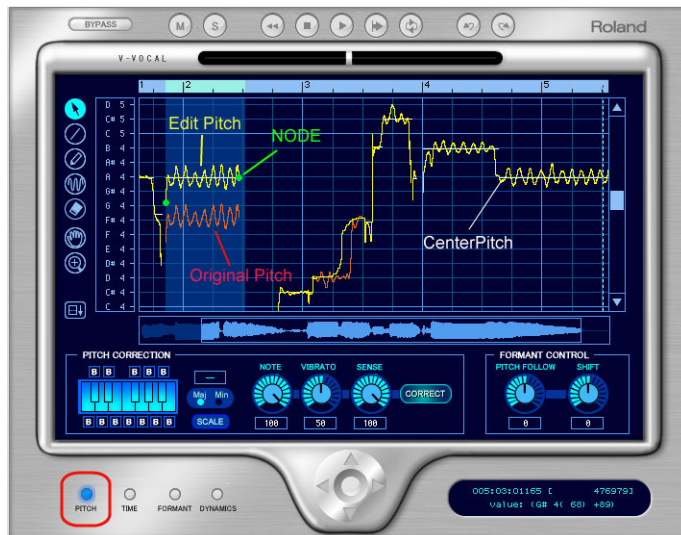 BYPASS
M S
Roland
V-VOCAL
1 2 3 4 5
D 5
C# 5
C 5
B 4
A# 4
A 4
G# 4
G 4
F# 4
F 4
E 4
D# 4
D 4
C# 4
C 4
Edit Pitch
NODE
Original Pitch
CenterPitch
PITCH CORRECTION
B B B B B
B B B B B B B
Maj Min
SCALE
NOTE VIBRATO SENSE
100 50 100
CORRECT
FORMANT CONTROL
PITCH FOLLOW SHIFT
0 0
PITCH TIME FORMANT DYNAMICS
005:03:01165 [ 476979]
value: (G# 4( 68) +89)